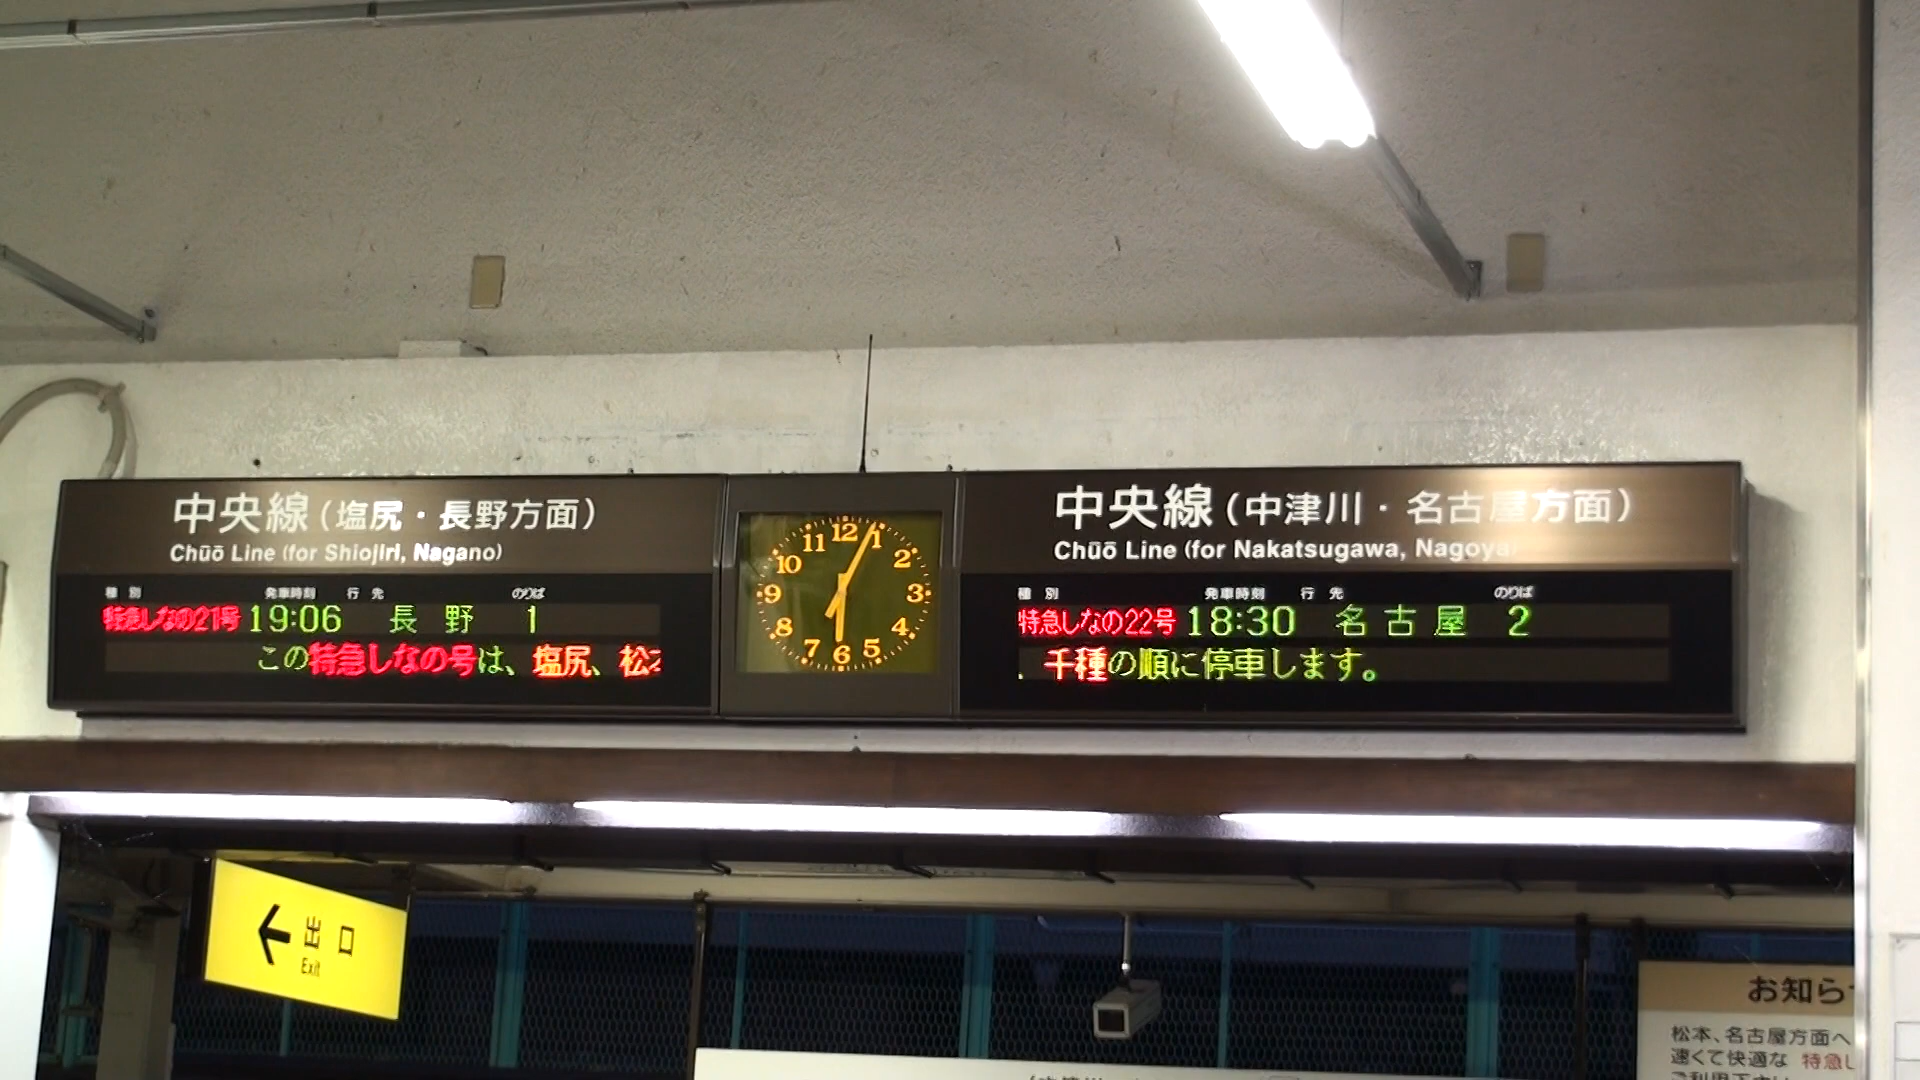 中央線(塩尻・長野方面)
Chūō Line (for Shiojiri, Nagano)
種別 発車時刻 行先 のりば
特急しなの21号 19:06 長野 1
この特急しなの号は、塩尻、松
12 1 2 3 4 5 6 7 8 9 10 11
中央線(中津川・名古屋方面)
Chūō Line (for Nakatsugawa, Nagoya)
種別 発車時刻 行先 のりば
特急しなの22号 18:30 名古屋 2
千種の順に停車します。
出口
Exit
お知ら
松本、名古屋方面へ
速くて快適な 特急し